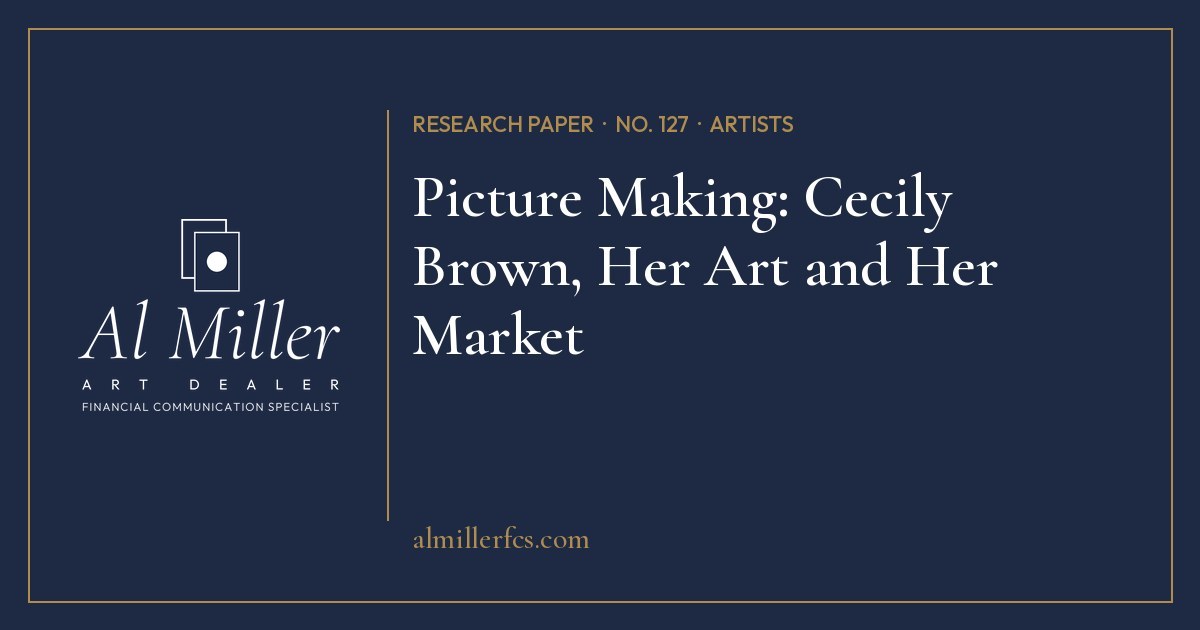 Al Miller
ART DEALER
FINANCIAL COMMUNICATION SPECIALIST
RESEARCH PAPER · NO. 127 · ARTISTS
Picture Making: Cecily
Brown, Her Art and Her
Market
almillerfcs.com